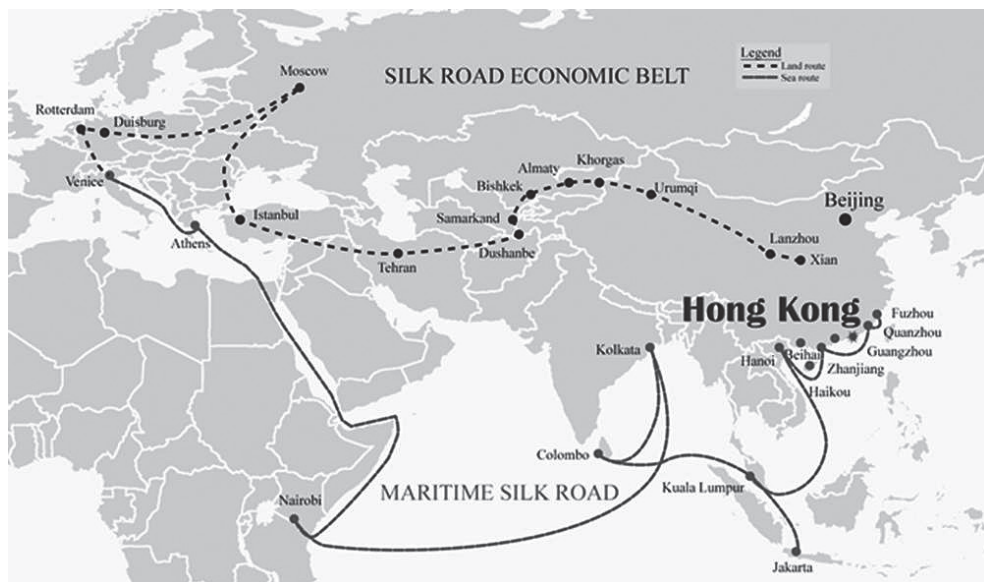 Legend
Land route
Sea route
SILK ROAD ECONOMIC BELT
Moscow
Rotterdam
Duisburg
Venice
Istanbul
Athens
Tehran
Samarkand
Dushanbe
Bishkek
Almaty
Khorgas
Urumqi
Beijing
Lanzhou
Xian
Hong Kong
Fuzhou
Quanzhou
Guangzhou
Zhanjiang
Haikou
Beihai
Hanoi
Kolkata
Colombo
Kuala Lumpur
MARITIME SILK ROAD
Nairobi
Jakarta